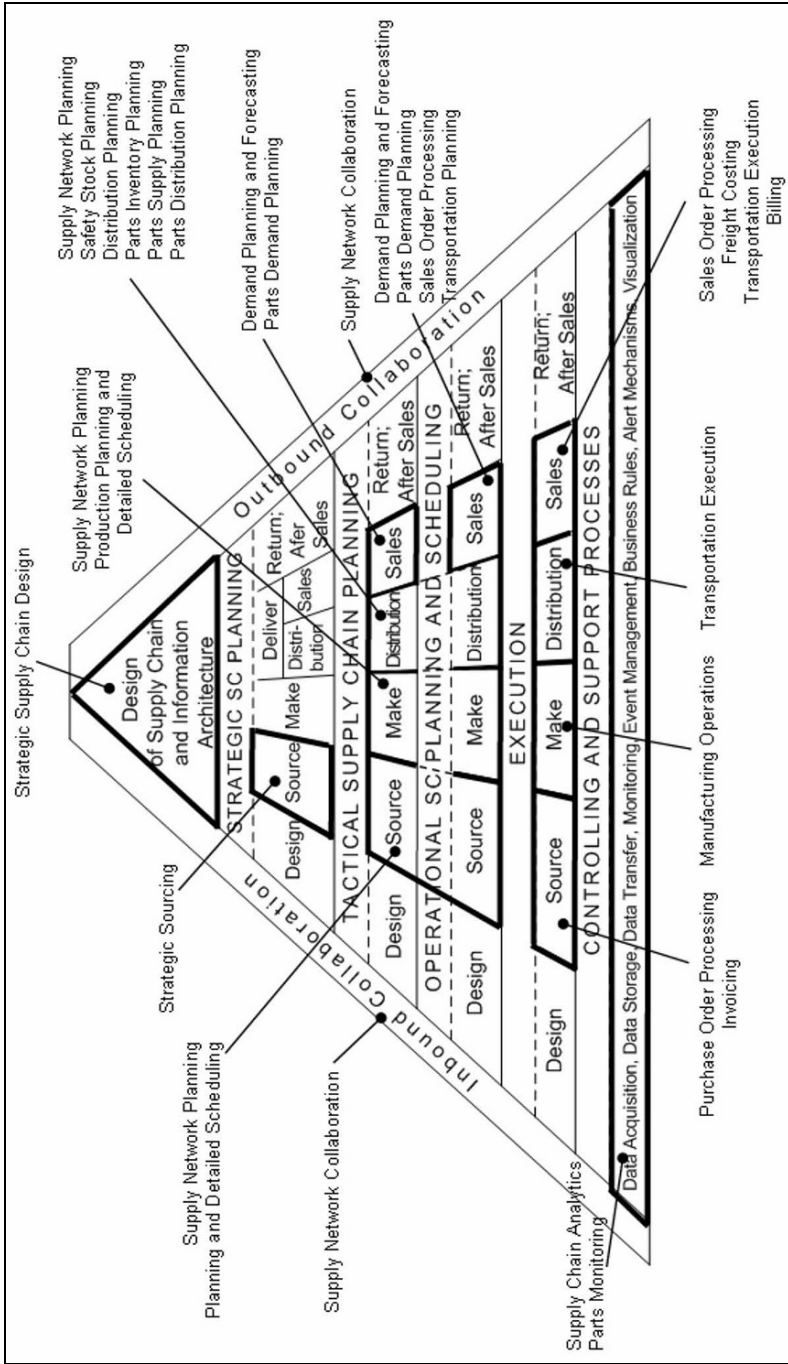 Strategic Supply Chain Design
Supply Network Planning
Production Planning and
Detailed Scheduling
Supply Network Planning
Safety Stock Planning
Distribution Planning
Parts Inventory Planning
Parts Supply Planning
Parts Distribution Planning
Demand Planning and Forecasting
Parts Demand Planning
Supply Network Collaboration
Demand Planning and Forecasting
Parts Demand Planning
Sales Order Processing
Transportation Planning
Strategic Sourcing
Supply Network Planning
Planning and Detailed Scheduling
Supply Network Collaboration
Inbound Collaboration
Outbound Collaboration
Design
of Supply Chain
and Information
Architecture
STRATEGIC SC PLANNING
Design
Source
Make
Deliver
Distri-
bution
Sales
Return;
Afer
Sales
TACTICAL SUPPLY CHAIN PLANNING
Design
Source
Make
Distribution
Sales
Return;
After Sales
OPERATIONAL SC PLANNING AND SCHEDULING
Design
Source
Make
Distribution
Sales
Return;
After Sales
EXECUTION
Design
Source
Make
Distribution
Sales
Return;
After Sales
CONTROLLING AND SUPPORT PROCESSES
Data Acquisition, Data Storage, Data Transfer, Monitoring, Event Management, Business Rules, Alert Mechanisms, Visualization
Supply Chain Analytics
Parts Monitoring
Purchase Order Processing
Invoicing
Manufacturing Operations
Transportation Execution
Sales Order Processing
Freight Costing
Transportation Execution
Billing